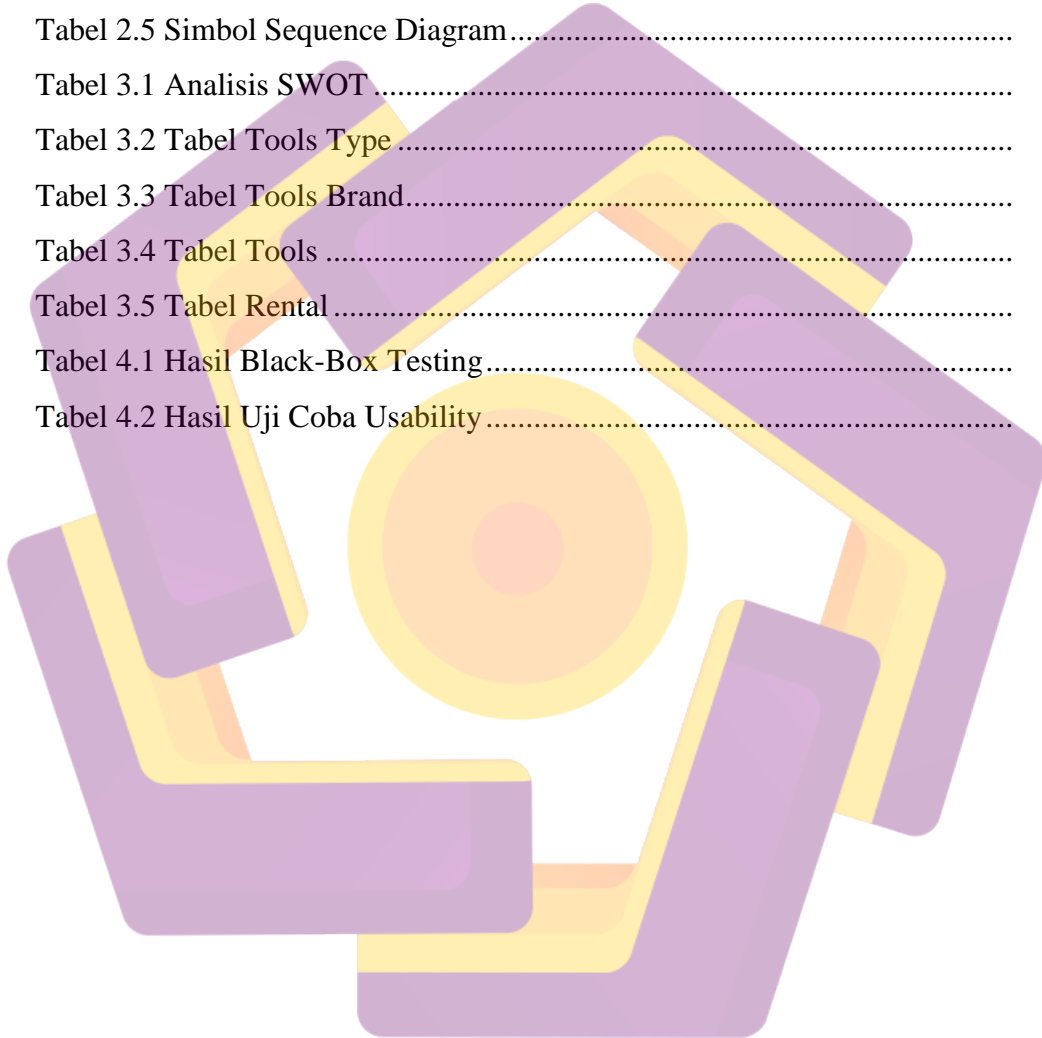 Tabel 2.5 Simbol Sequence Diagram..............................................................
Tabel 3.1 Analisis SWOT ..............................................................................
Tabel 3.2 Tabel Tools Type ...........................................................................
Tabel 3.3 Tabel Tools Brand..........................................................................
Tabel 3.4 Tabel Tools ....................................................................................
Tabel 3.5 Tabel Rental...................................................................................
Tabel 4.1 Hasil Black-Box Testing................................................................
Tabel 4.2 Hasil Uji Coba Usability ................................................................